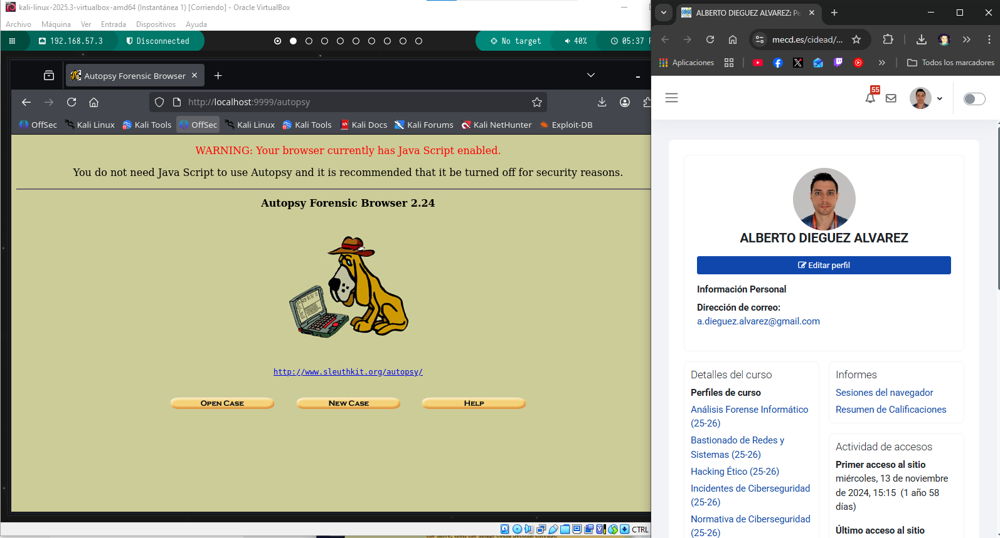 kali-linux-2025.3-virtualbox-amd64 (Instantánea 1) [Corriendo] - Oracle VirtualBox
Archivo Máquina Ver Entrada Dispositivos Ayuda
192.168.57.3 Disconnected No target 40% 05:37
Autopsy Forensic Browser
http://localhost:9999/autopsy
OffSec Kali Linux Kali Tools OffSec Kali Linux Kali Tools Kali Docs Kali Forums Kali NetHunter Exploit-DB
WARNING: Your browser currently has Java Script enabled.
You do not need Java Script to use Autopsy and it is recommended that it be turned off for security reasons.
Autopsy Forensic Browser 2.24
http://www.sleuthkit.org/autopsy/
OPEN CASE NEW CASE HELP
CTRL
ALBERTO DIEGUEZ ALVAREZ: Pe
mecd.es/cidead/...
Aplicaciones Todos los marcadores
55
ALBERTO DIEGUEZ ALVAREZ
Editar perfil
Información Personal
Dirección de correo:
a.dieguez.alvarez@gmail.com
Detalles del curso
Perfiles de curso
Análisis Forense Informático
(25-26)
Bastionado de Redes y
Sistemas (25-26)
Hacking Ético (25-26)
Incidentes de Ciberseguridad
(25-26)
Normativa de Ciberseguridad
(25-26)
Informes
Sesiones del navegador
Resumen de Calificaciones
Actividad de accesos
Primer acceso al sitio
miércoles, 13 de noviembre
de 2024, 15:15 (1 año 58
días)
Último acceso al sitio